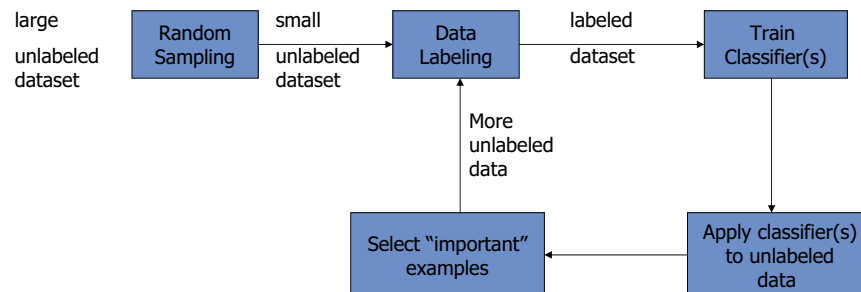 large
unlabeled
dataset
Random
Sampling
small
unlabeled
dataset
Data
Labeling
labeled
dataset
Train
Classifier(s)
More
unlabeled
data
Select “important”
examples
Apply classifier(s)
to unlabeled
data